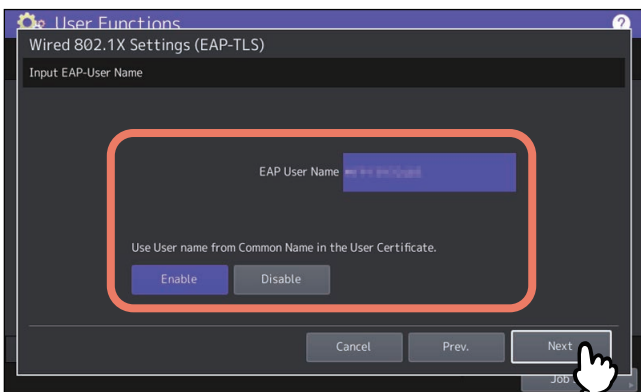 User Functions
?
Wired 802.1X Settings (EAP-TLS)
Input EAP-User Name
EAP User Name
Use User name from Common Name in the User Certificate.
Enable Disable
Cancel Prev. Next
Job